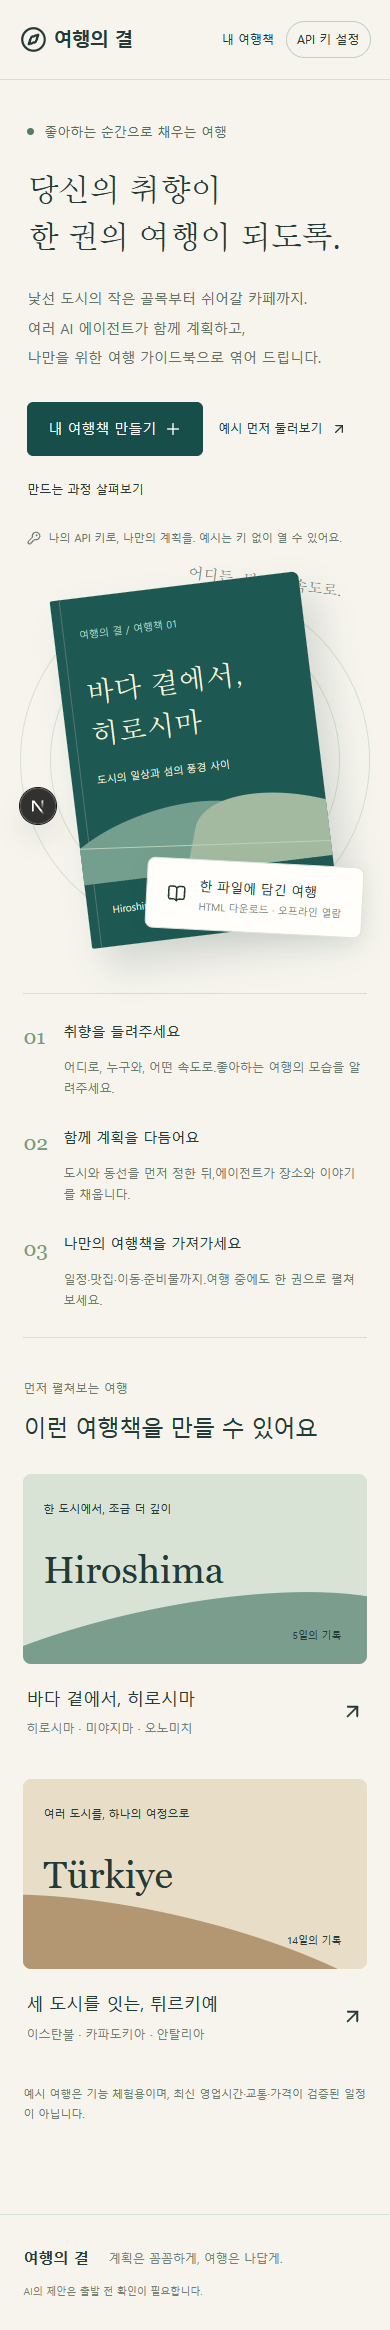 여행의 결
내 여행책
API 키 설정
좋아하는 순간으로 채우는 여행
당신의 취향이
한 권의 여행이 되도록.
낯선 도시의 작은 골목부터 쉬어갈 카페까지.
여러 AI 에이전트가 함께 계획하고,
나만을 위한 여행 가이드북으로 엮어 드립니다.
내 여행책 만들기
예시 먼저 둘러보기
만드는 과정 살펴보기
나의 API 키로, 나만의 계획을. 예시는 키 없이 열 수 있어요.
어디든,
속도로.
여행의 결 / 여행책 01
바다 곁에서,
히로시마
도시의 일상과 섬의 풍경 사이
N
한 파일에 담긴 여행
HTML 다운로드 · 오프라인 열람
01
취향을 들려주세요
어디로, 누구와, 어떤 속도로.좋아하는 여행의 모습을 알
려주세요.
02
함께 계획을 다듬어요
도시와 동선을 먼저 정한 뒤,에이전트가 장소와 이야기
를 채웁니다.
03
나만의 여행책을 가져가세요
일정·맛집·이동·준비물까지.여행 중에도 한 권으로 펼쳐
보세요.
먼저 펼쳐보는 여행
이런 여행책을 만들 수 있어요
한 도시에서, 조금 더 깊이
Hiroshima
5일의 기록
바다 곁에서, 히로시마
히로시마 · 미야지마 · 오노미치
여러 도시를, 하나의 여정으로
Türkiye
14일의 기록
세 도시를 잇는, 튀르키예
이스탄불 · 카파도키아 · 안탈리아
예시 여행은 기능 체험용이며, 최신 영업시간·교통·가격이 검증된 일정
이 아닙니다.
여행의 결
계획은 꼼꼼하게, 여행은 나답게.
AI의 제안은 출발 전 확인이 필요합니다.